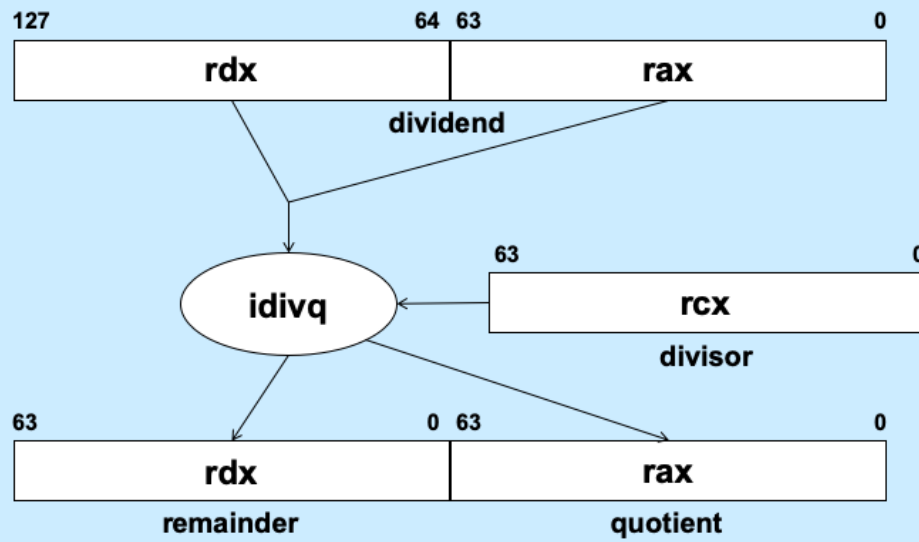 127 64 63 0
rdx rax
dividend
63 0
idivq rcx
divisor
63 0 63 0
rdx rax
remainder quotient